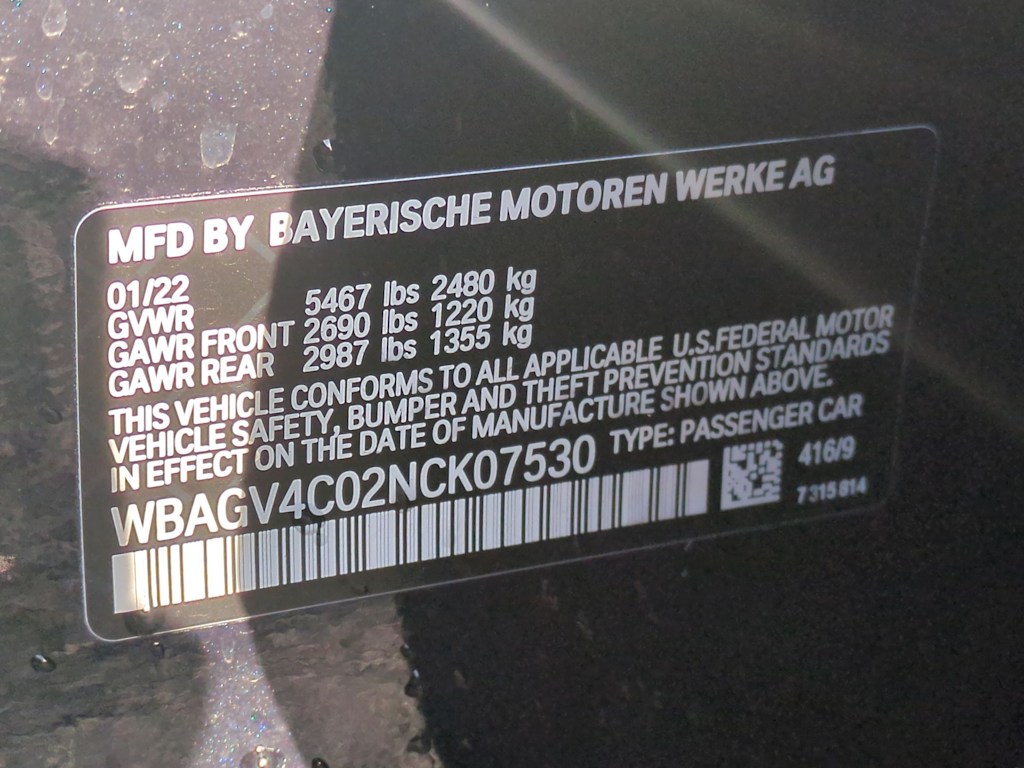 MFD BY BAYERISCHE MOTOREN WERKE AG
01/22
GVWR 5467 lbs 2480 kg
GAWR FRONT 2690 lbs 1220 kg
GAWR REAR 2987 lbs 1355 kg
THIS VEHICLE CONFORMS TO ALL APPLICABLE U.S.FEDERAL MOTOR
VEHICLE SAFETY, BUMPER AND THEFT PREVENTION STANDARDS
IN EFFECT ON THE DATE OF MANUFACTURE SHOWN ABOVE.
WBAGV4C02NCK07530 TYPE: PASSENGER CAR
416/9
7 315 814